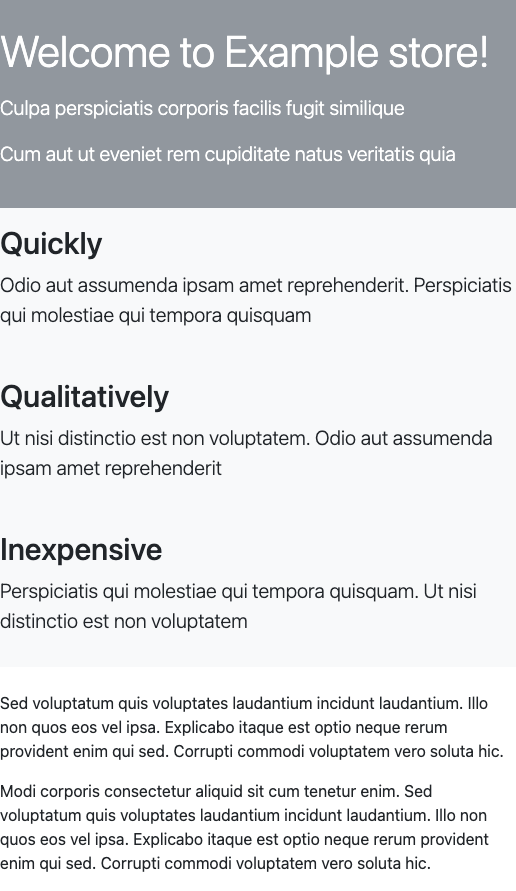 Welcome to Example store!
Culpa perspiciatis corporis facilis fugit similique
Cum aut ut eveniet rem cupiditate natus veritatis quia
Quickly
Odio aut assumenda ipsam amet reprehenderit. Perspiciatis
qui molestiae qui tempora quisquam
Qualitatively
Ut nisi distinctio est non voluptatem. Odio aut assumenda
ipsam amet reprehenderit
Inexpensive
Perspiciatis qui molestiae qui tempora quisquam. Ut nisi
distinctio est non voluptatem
Sed voluptatum quis voluptates laudantium incidunt laudantium. Illo
non quos eos vel ipsa. Explicabo itaque est optio neque rerum
provident enim qui sed. Corrupti commodi voluptatem vero soluta hic.
Modi corporis consectetur aliquid sit cum tenetur enim. Sed
voluptatum quis voluptates laudantium incidunt laudantium. Illo non
quos eos vel ipsa. Explicabo itaque est optio neque rerum provident
enim qui sed. Corrupti commodi voluptatem vero soluta hic.